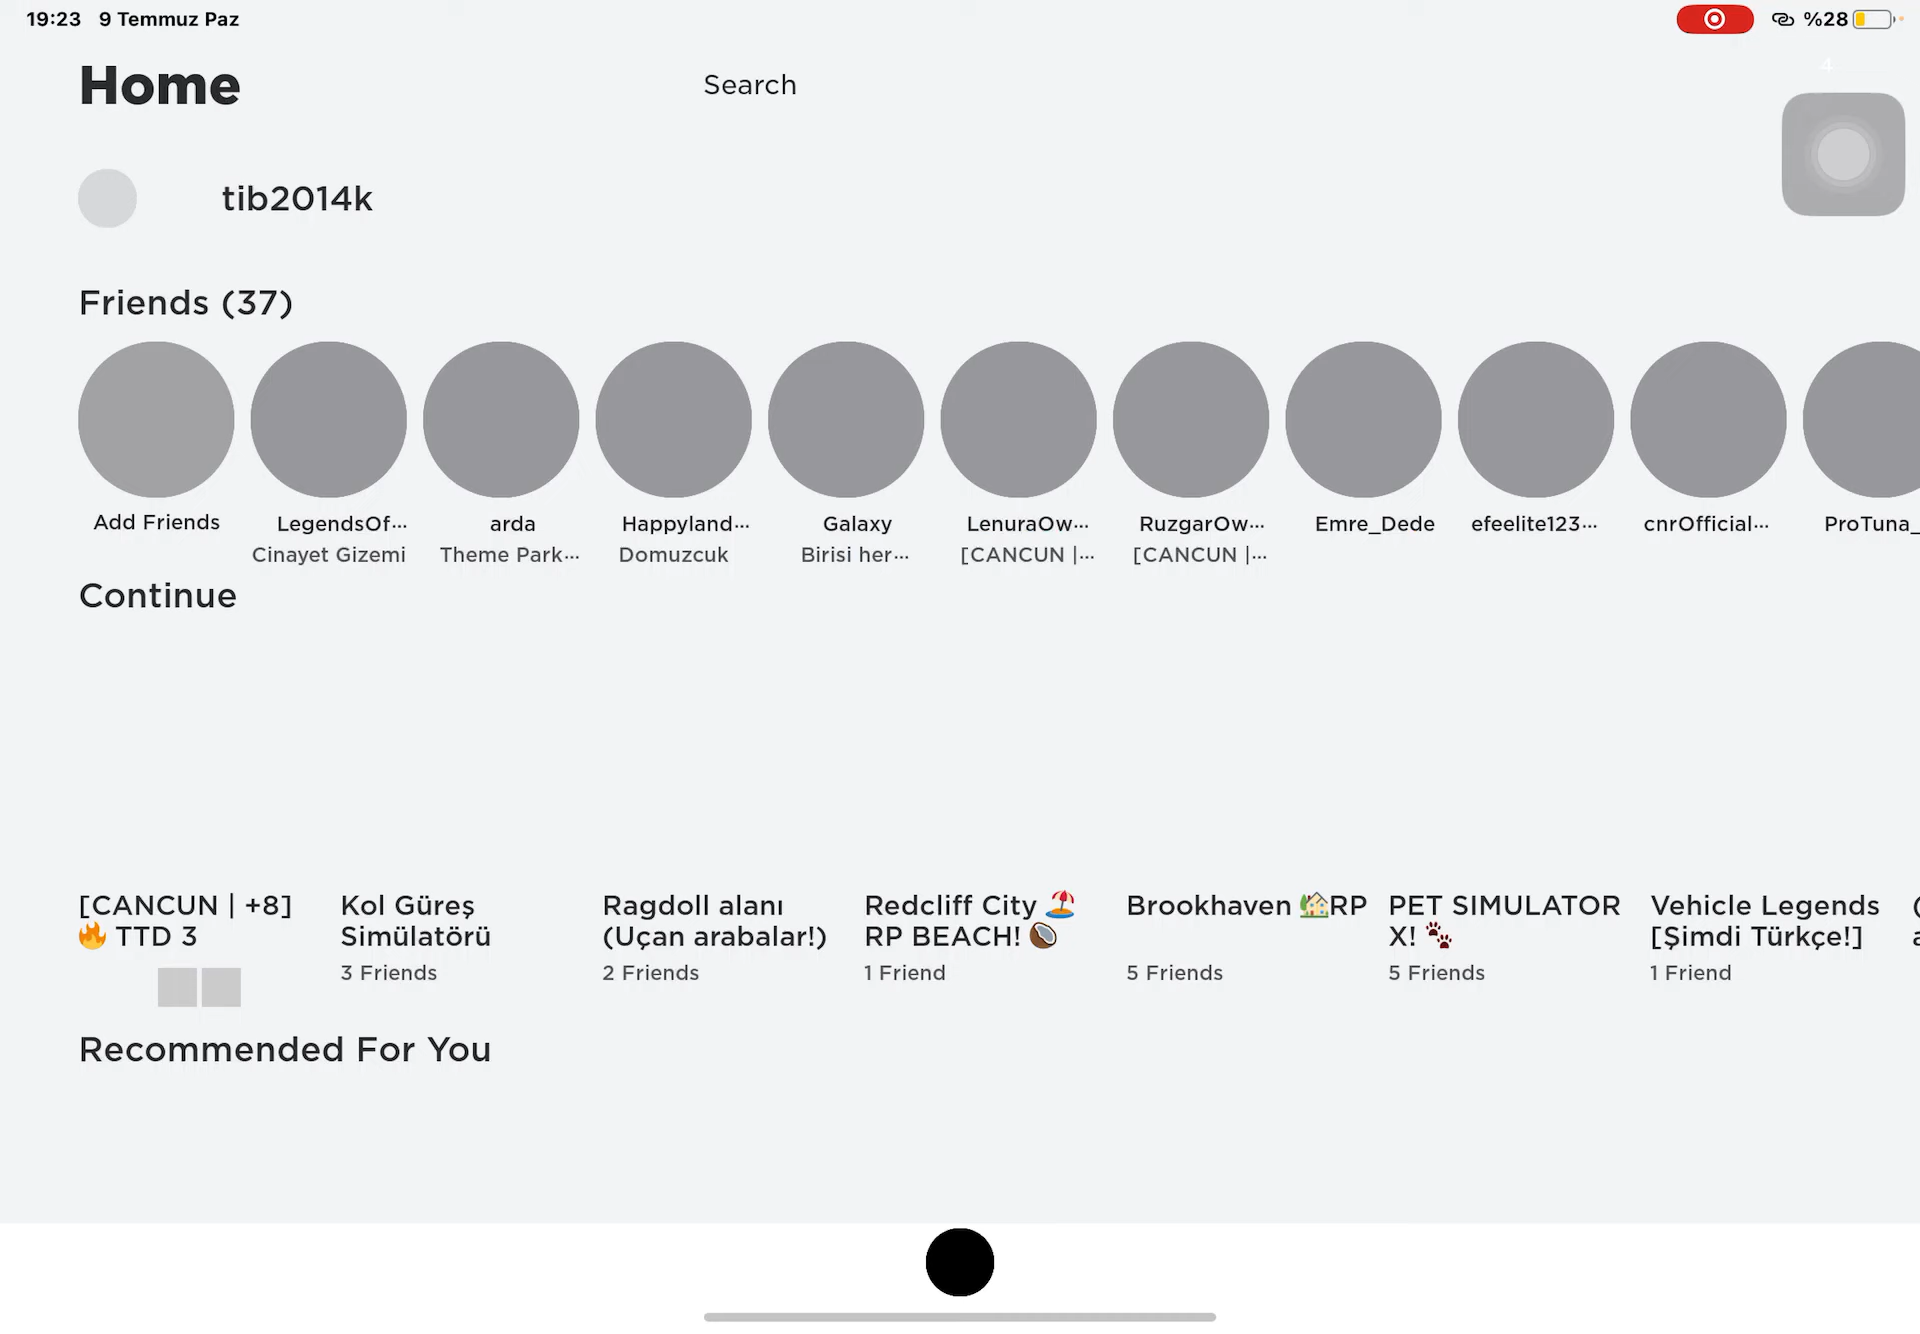 19:23 9 Temmuz Paz
%28
4
Home
Search
tib2014k
Friends (37)
Add Friends
LegendsOf...
Cinayet Gizemi
arda
Theme Park...
Happyland...
Domuzcuk
Galaxy
Birisi her...
LenuraOw...
[CANCUN |...
RuzgarOw...
[CANCUN |...
Emre_Dede
efeelite123...
cnrOfficial...
ProTuna_
Continue
[CANCUN | +8]
🔥 TTD 3
Kol Güreş
Simülatörü
3 Friends
Ragdoll alanı
(Uçan arabalar!)
2 Friends
Redcliff City 🏖️
RP BEACH! 🥥
1 Friend
Brookhaven 🏡RP
5 Friends
PET SIMULATOR
X! 🐾
5 Friends
Vehicle Legends
[Şimdi Türkçe!]
1 Friend
Recommended For You